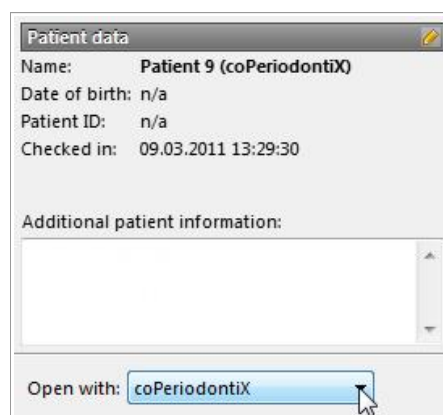 Patient data
Name: Patient 9 (coPeriodontiX)
Date of birth: n/a
Patient ID: n/a
Checked in: 09.03.2011 13:29:30
Additional patient information:
Open with: coPeriodontiX